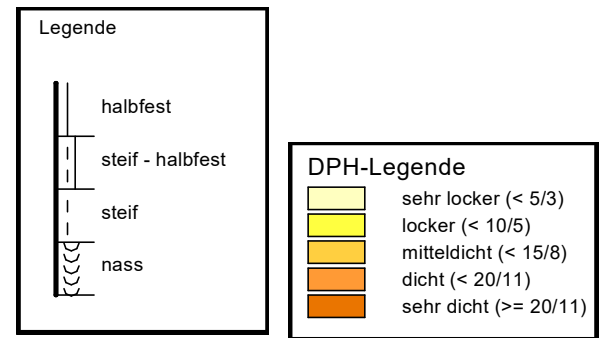 Legende
halbfest
steif - halbfest
steif
nass
DPH-Legende
sehr locker (< 5/3)
locker (< 10/5)
mitteldicht (< 15/8)
dicht (< 20/11)
sehr dicht (>= 20/11)